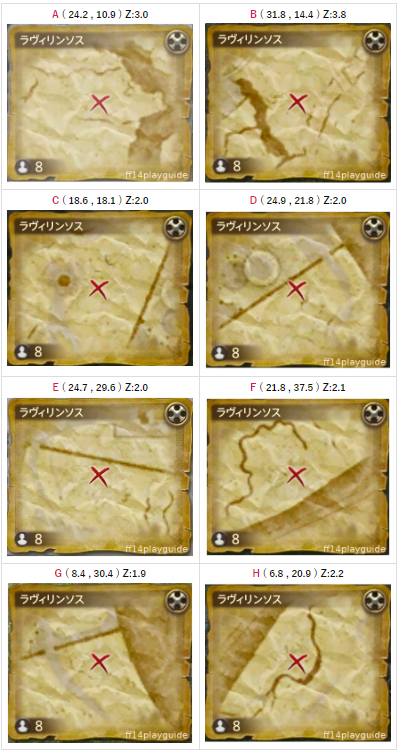 A ( 24.2 , 10.9 ) Z:3.0
B ( 31.8 , 14.4 ) Z:3.8
ラヴィリンソス
ラヴィリンソス
8
ff14playguide
8
ff14playguide
C ( 18.6 , 18.1 ) Z:2.0
D ( 24.9 , 21.8 ) Z:2.0
ラヴィリンソス
ラヴィリンソス
8
8
ff14playguide
E ( 24.7 , 29.6 ) Z:2.0
F ( 21.8 , 37.5 ) Z:2.1
ラヴィリンソス
ラヴィリンソス
8
ff14playguide
8
ff14playguide
G ( 8.4 , 30.4 ) Z:1.9
H ( 6.8 , 20.9 ) Z:2.2
ラヴィリンソス
ラヴィリンソス
8
ff14playguide
8
ff14playguide